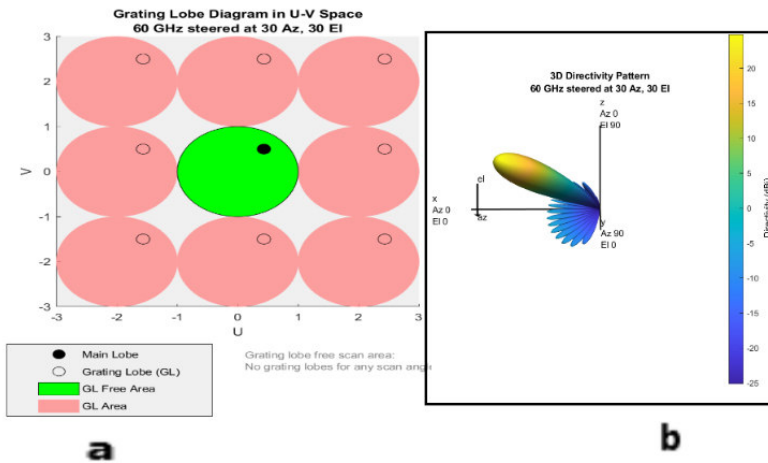 Grating Lobe Diagram in U-V Space
60 GHz steered at 30 Az, 30 El
3
2
1
0
-1
-2
-3
V
-3 -2 -1 0 1 2 3
U
Main Lobe
Grating Lobe (GL)
GL Free Area
GL Area
Grating lobe free scan area:
No grating lobes for any scan angle
a
3D Directivity Pattern
60 GHz steered at 30 Az, 30 El
z
Az 0
El 90
el
az
x
Az 0
El 0
y
Az 90
El 0
20
15
10
5
0
-5
-10
-15
-20
-25
Directivity (dBi)
b